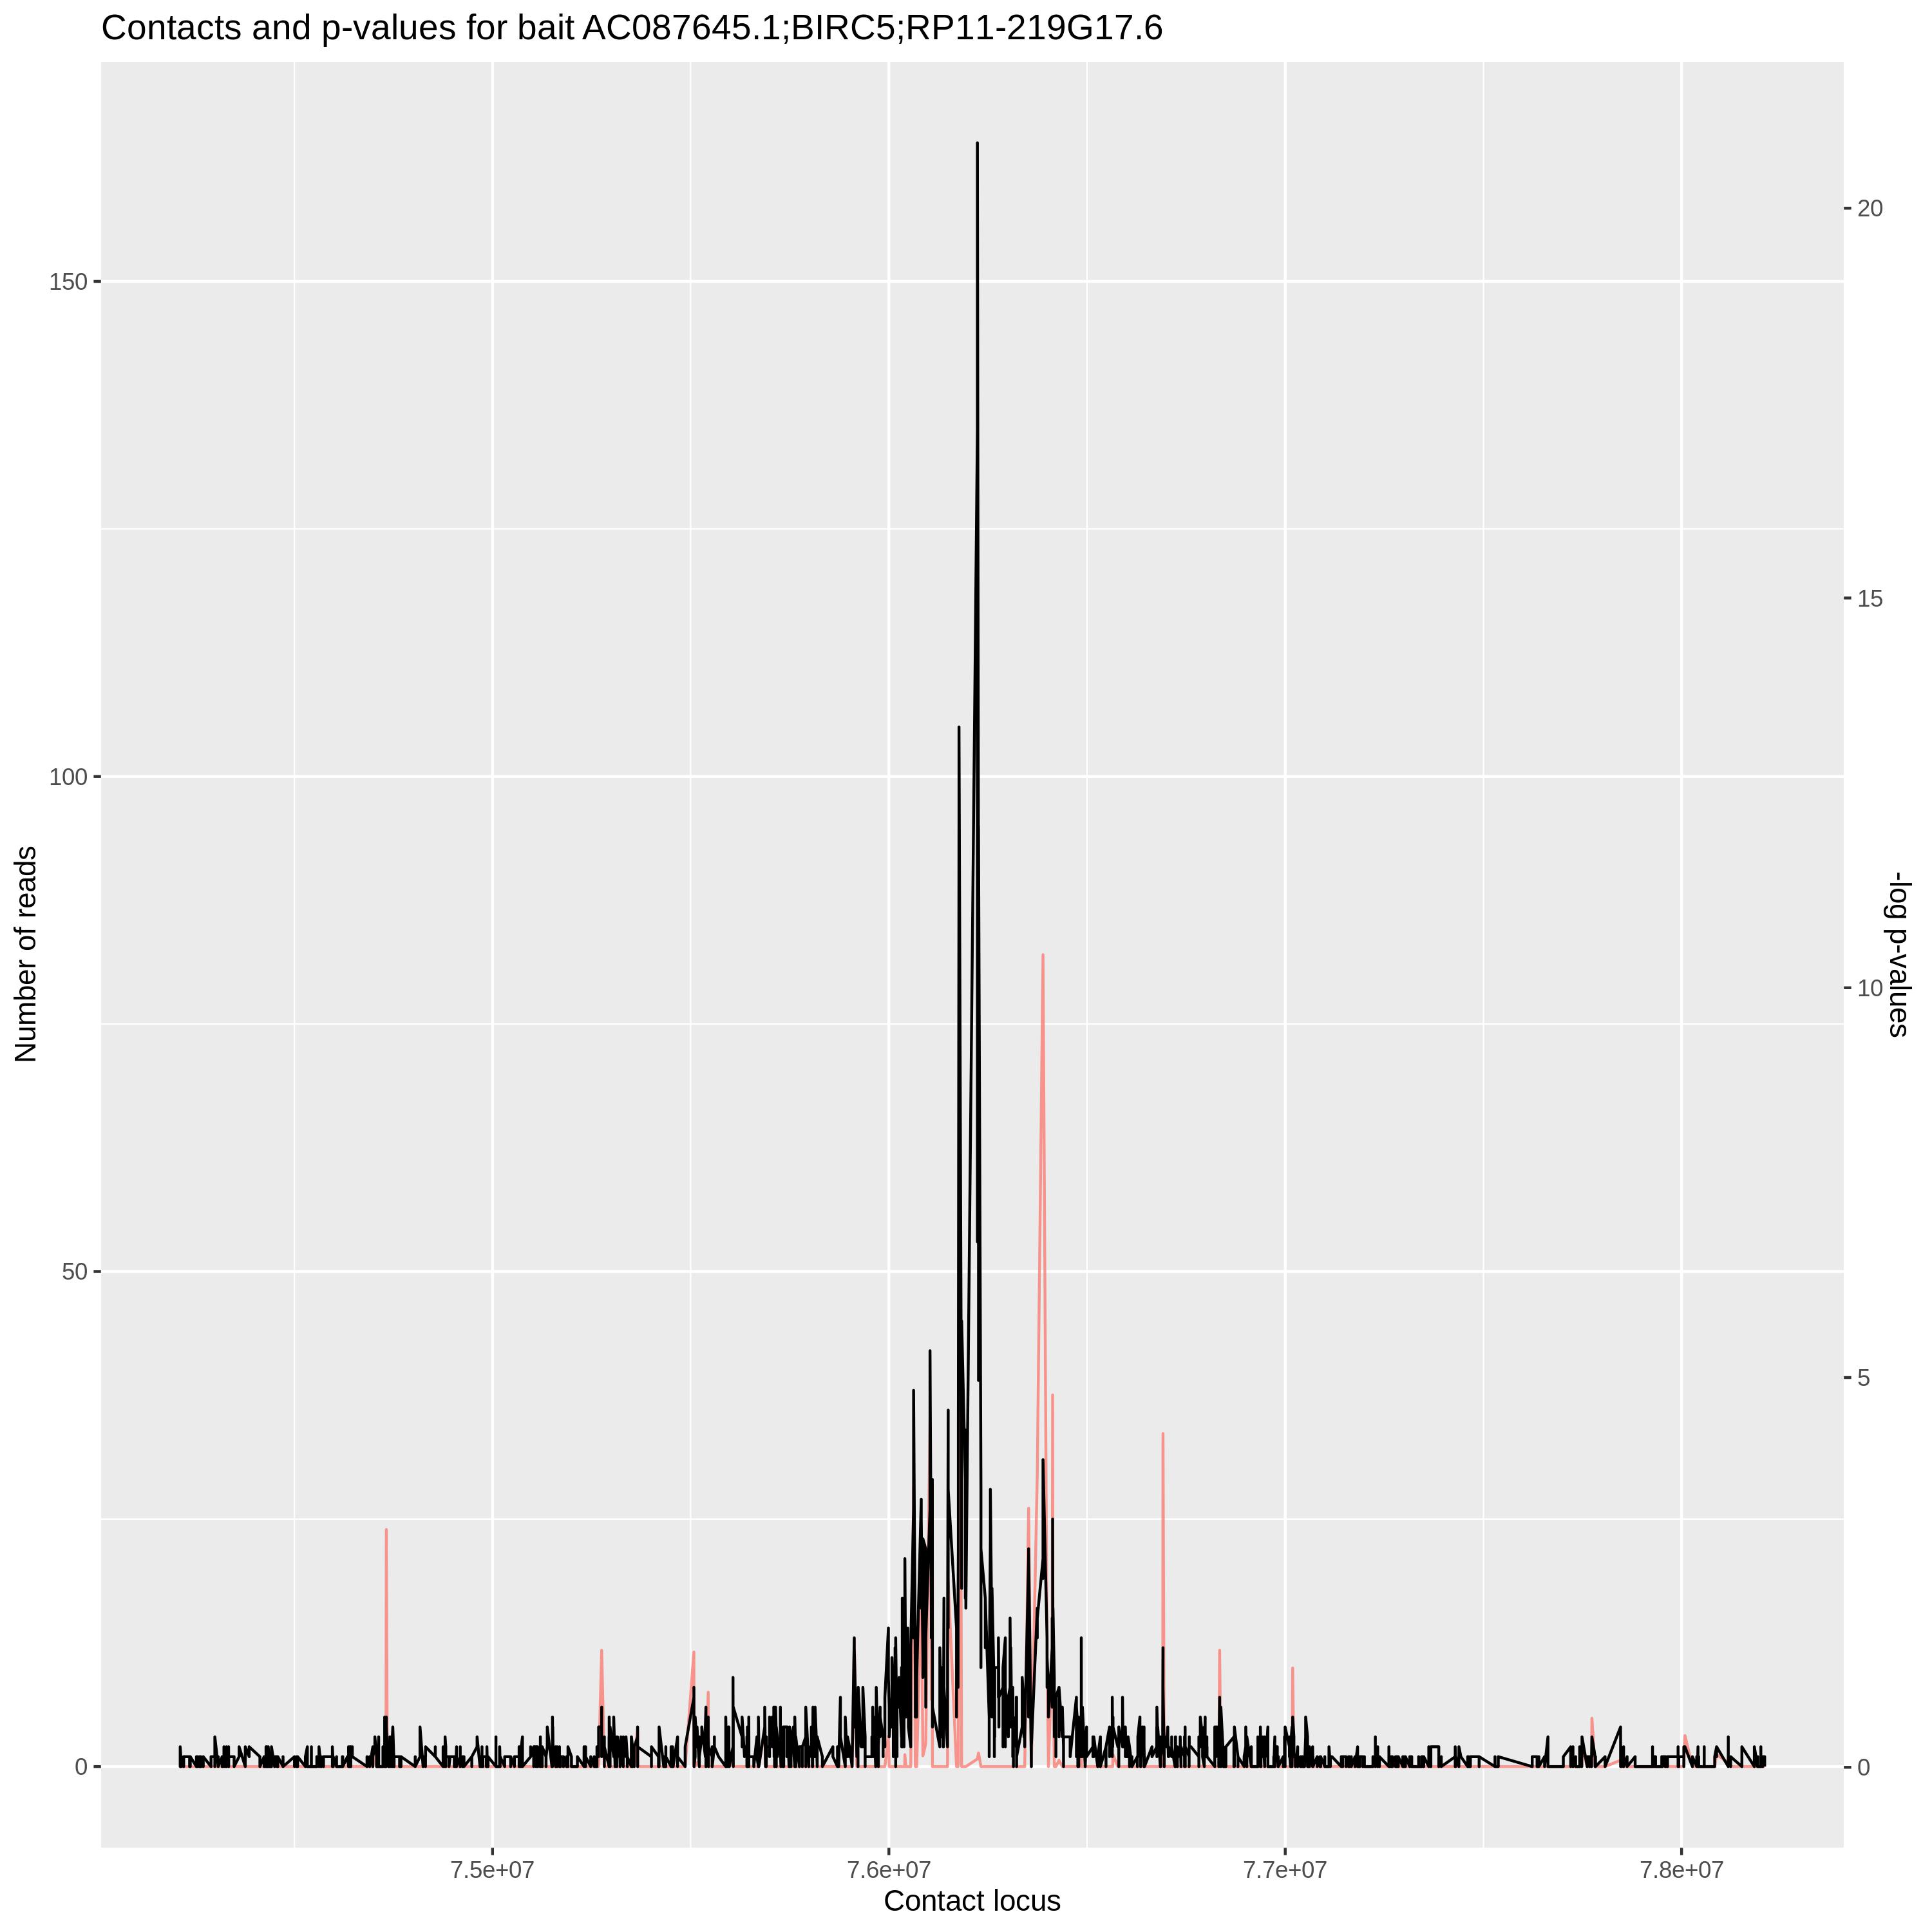 Contacts and p-values for bait AC087645.1;BIRC5;RP11-219G17.6
150
100
50
0
Number of reads
20
15
10
5
0
-log p-values
7.5e+07
7.6e+07
7.7e+07
7.8e+07
Contact locus